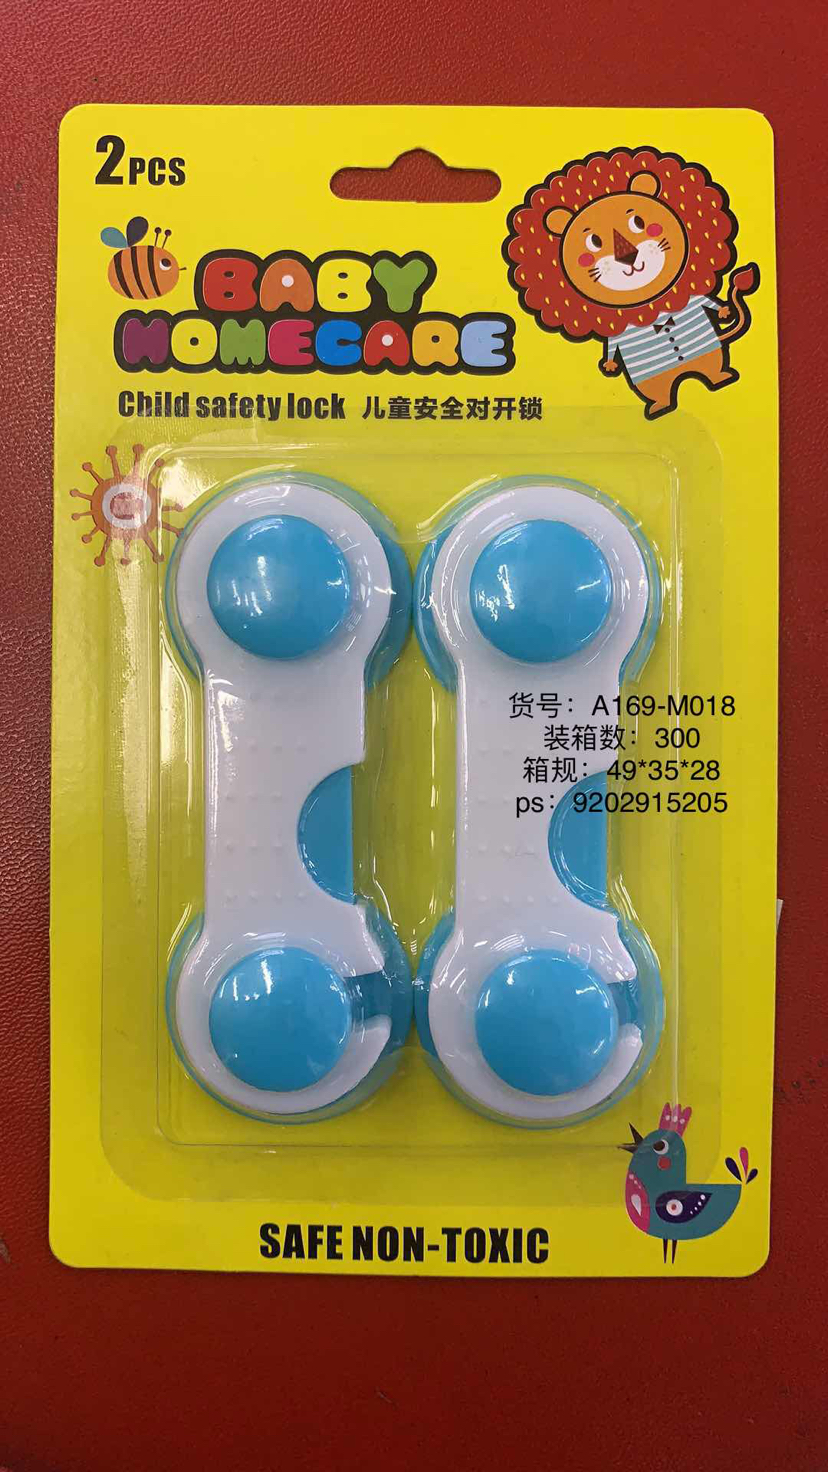 2PCS
BABY
HOMECARE
Child safety lock 儿童安全对开锁
货号：A169-M018
装箱数：300
箱规：49*35*28
ps：9202915205
SAFE NON-TOXIC